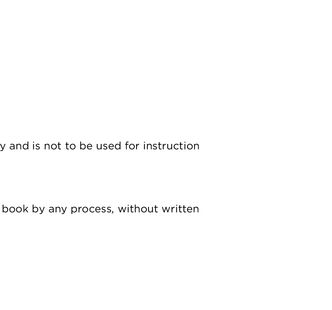 y and is not to be used for instruction
book by any process, without written